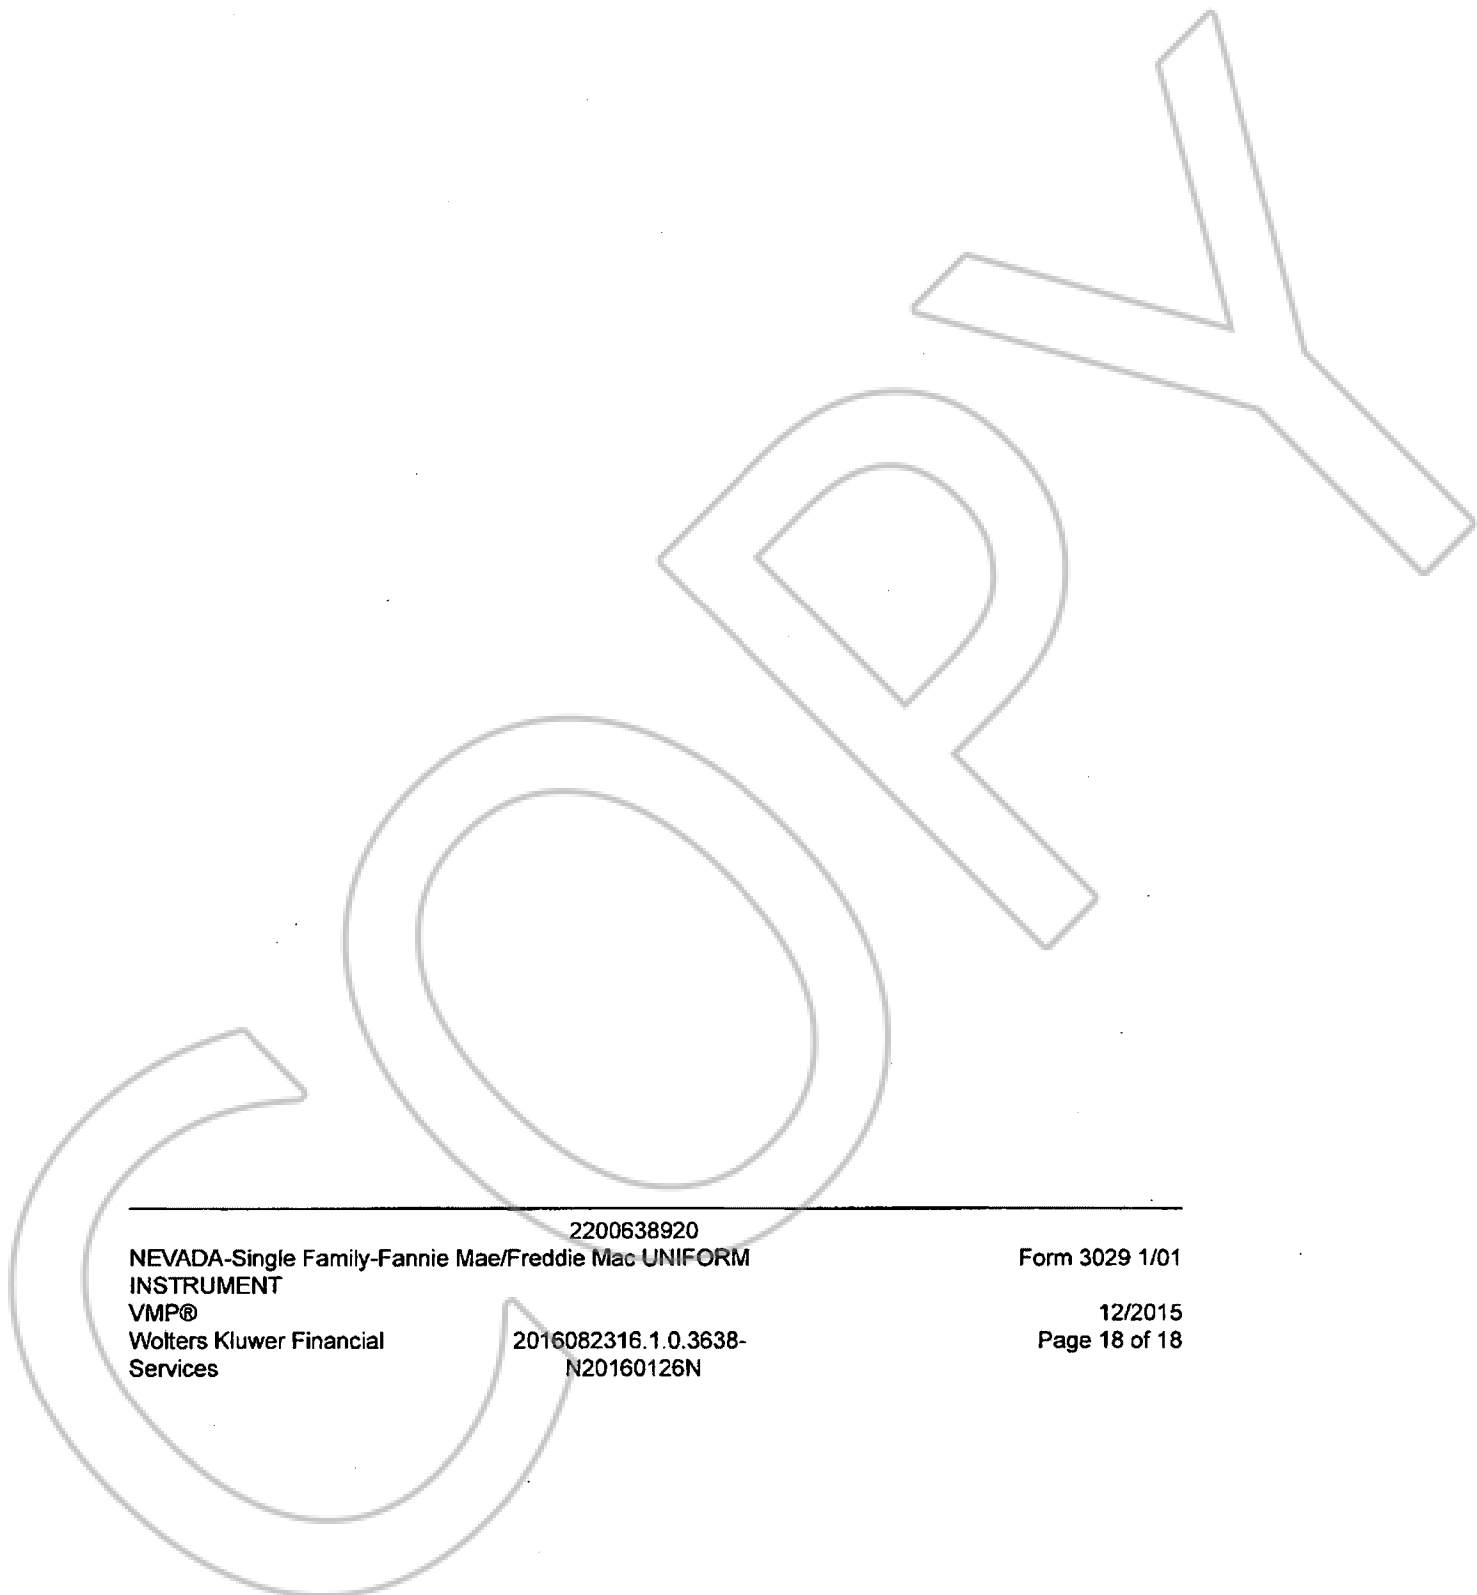 COPY
2200638920
NEVADA-Single Family-Fannie Mae/Freddie Mac UNIFORM
INSTRUMENT
Form 3029 1/01
VMP®
12/2015
Wolters Kluwer Financial
Services
2016082316.1.0.3638-
N20160126N
Page 18 of 18